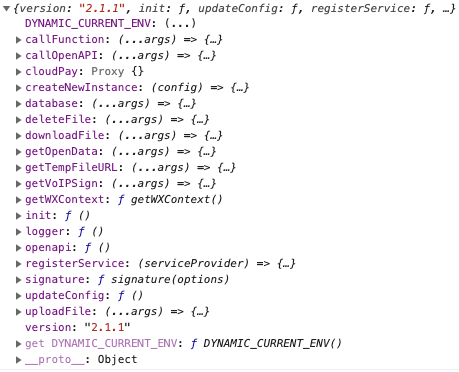 {version: "2.1.1", init: ƒ, updateConfig: ƒ, registerService: ƒ, …}
DYNAMIC_CURRENT_ENV: (...)
callFunction: (...args) => {…}
callOpenAPI: (...args) => {…}
cloudPay: Proxy {}
createNewInstance: (config) => {…}
database: (...args) => {…}
deleteFile: (...args) => {…}
downloadFile: (...args) => {…}
getOpenData: (...args) => {…}
getTempFileURL: (...args) => {…}
getVoIPSign: (...args) => {…}
getWXContext: ƒ getWXContext()
init: ƒ ()
logger: ƒ ()
openapi: ƒ ()
registerService: (serviceProvider) => {…}
signature: ƒ signature(options)
updateConfig: ƒ ()
uploadFile: (...args) => {…}
version: "2.1.1"
get DYNAMIC_CURRENT_ENV: ƒ DYNAMIC_CURRENT_ENV()
__proto__: Object